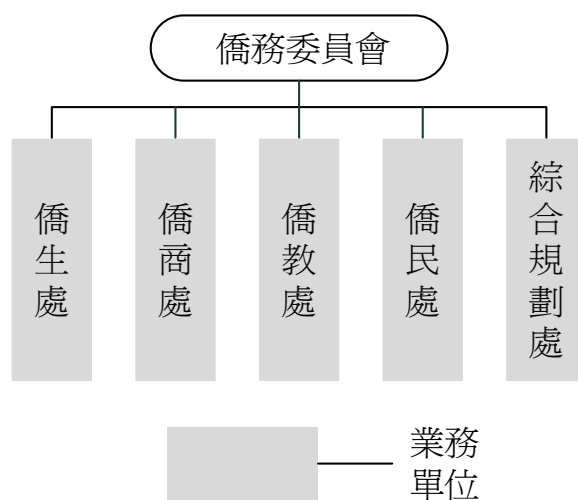 僑務委員會
僑生處
僑商處
僑教處
僑民處
綜合規劃處
業務
單位